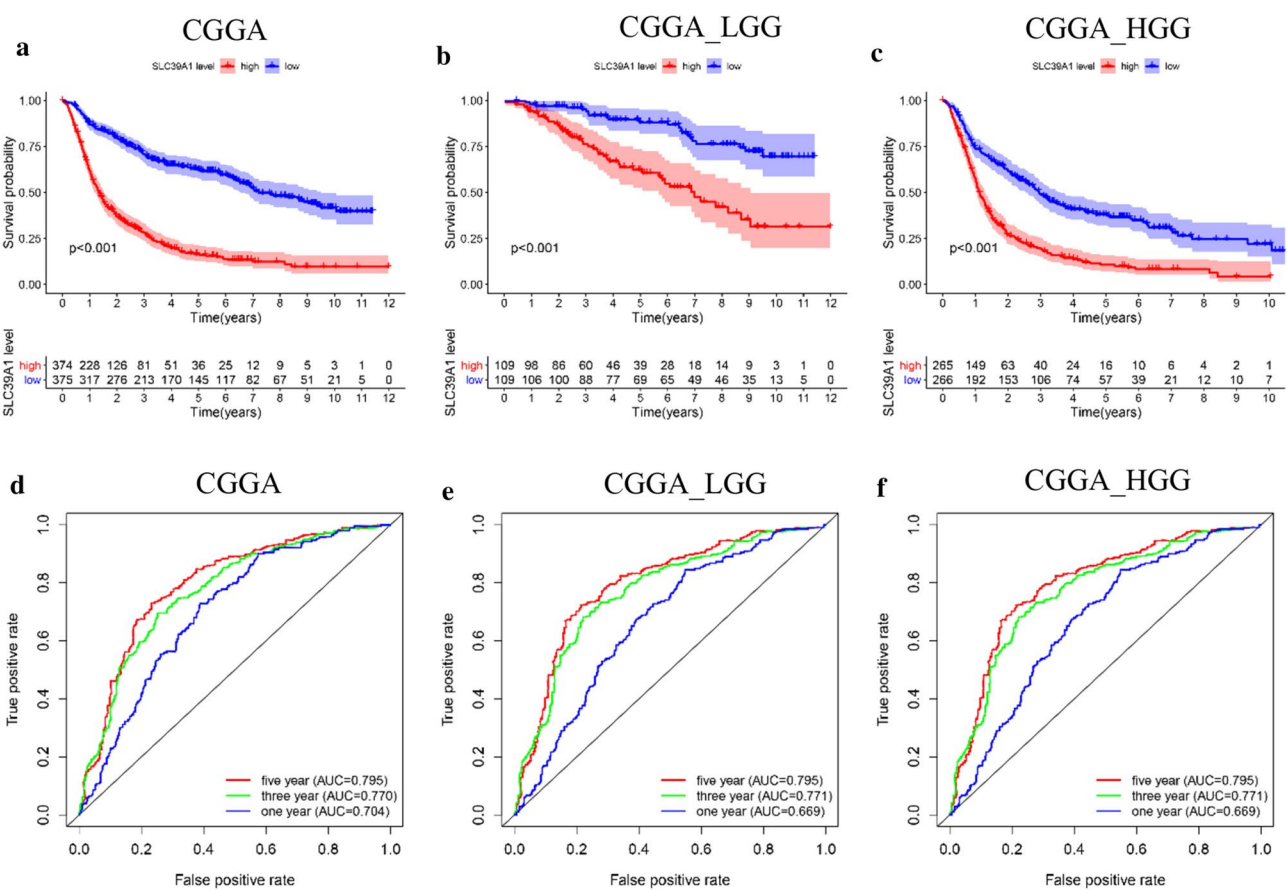 a
CGGA
SLC39A1 level high low
Survival probability
1.00
0.75
0.50
0.25
0.00
p<0.001
0 1 2 3 4 5 6 7 8 9 10 11 12
Time(years)
SLC39A1 level
high 374 228 126 81 51 36 25 12 9 5 3 1 0
low 375 317 276 213 170 145 117 82 67 51 21 5 0
0 1 2 3 4 5 6 7 8 9 10 11 12
Time(years)
b
CGGA_LGG
SLC39A1 level high low
Survival probability
1.00
0.75
0.50
0.25
0.00
p<0.001
0 1 2 3 4 5 6 7 8 9 10 11 12
Time(years)
SLC39A1 level
high 109 98 86 60 46 39 28 18 14 9 3 1 0
low 109 106 100 88 77 69 65 49 46 35 13 5 0
0 1 2 3 4 5 6 7 8 9 10 11 12
Time(years)
c
CGGA_HGG
SLC39A1 level high low
Survival probability
1.00
0.75
0.50
0.25
0.00
p<0.001
0 1 2 3 4 5 6 7 8 9 10
Time(years)
SLC39A1 level
high 265 149 63 40 24 16 10 6 4 2 1
low 266 192 153 106 74 57 39 21 12 10 7
0 1 2 3 4 5 6 7 8 9 10
Time(years)
d
CGGA
True positive rate
1.0
0.8
0.6
0.4
0.2
0.0
five year (AUC=0.795)
three year (AUC=0.770)
one year (AUC=0.704)
0.0 0.2 0.4 0.6 0.8 1.0
False positive rate
e
CGGA_LGG
True positive rate
1.0
0.8
0.6
0.4
0.2
0.0
five year (AUC=0.795)
three year (AUC=0.771)
one year (AUC=0.669)
0.0 0.2 0.4 0.6 0.8 1.0
False positive rate
f
CGGA_HGG
True positive rate
1.0
0.8
0.6
0.4
0.2
0.0
five year (AUC=0.795)
three year (AUC=0.771)
one year (AUC=0.669)
0.0 0.2 0.4 0.6 0.8 1.0
False positive rate